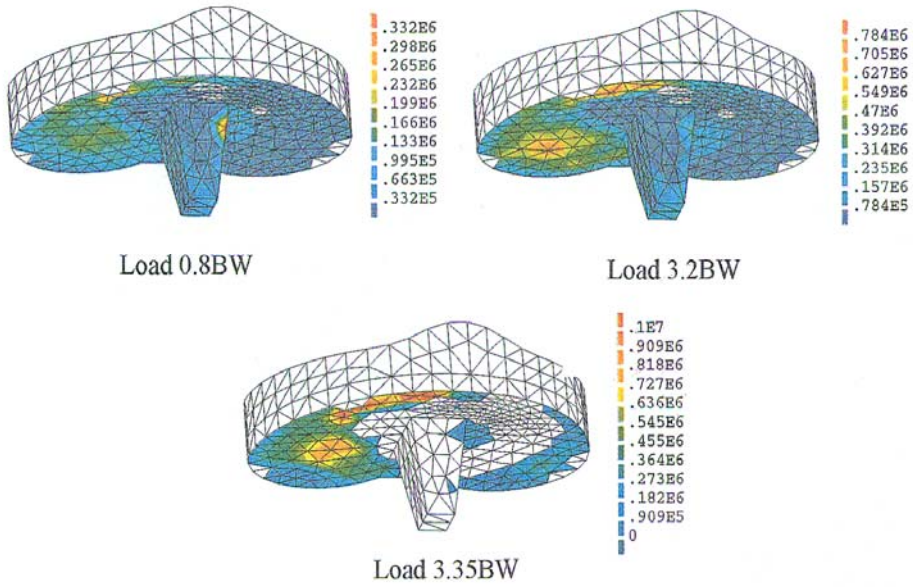 .332E6
.298E6
.265E6
.232E6
.199E6
.166E6
.133E6
.995E5
.663E5
.332E5
Load 0.8BW
.784E6
.705E6
.627E6
.549E6
.47E6
.392E6
.314E6
.235E6
.157E6
.784E5
Load 3.2BW
.1E7
.909E6
.818E6
.727E6
.636E6
.545E6
.455E6
.364E6
.273E6
.182E6
.909E5
0
Load 3.35BW